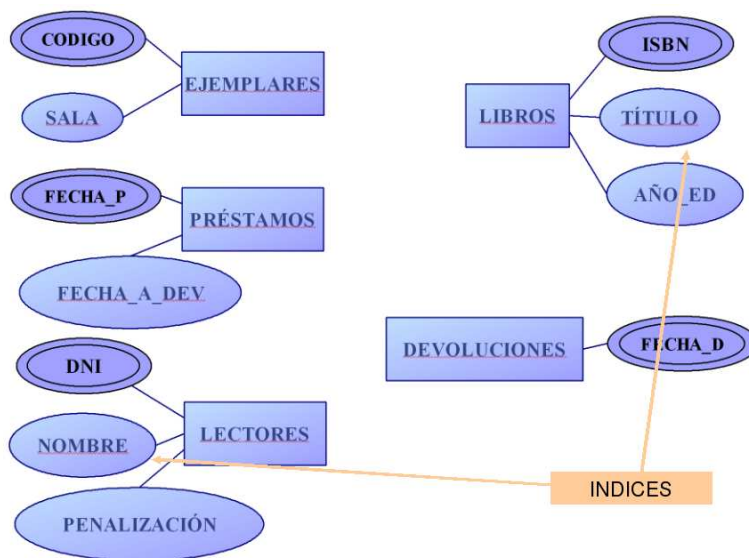 CODIGO
EJEMPLARES
SALA
ISBN
LIBROS
TÍTULO
AÑO_ED
FECHA_P
PRÉSTAMOS
FECHA_A_DEV
DEVOLUCIONES
FECHA_D
DNI
NOMBRE
LECTORES
PENALIZACIÓN
INDICES